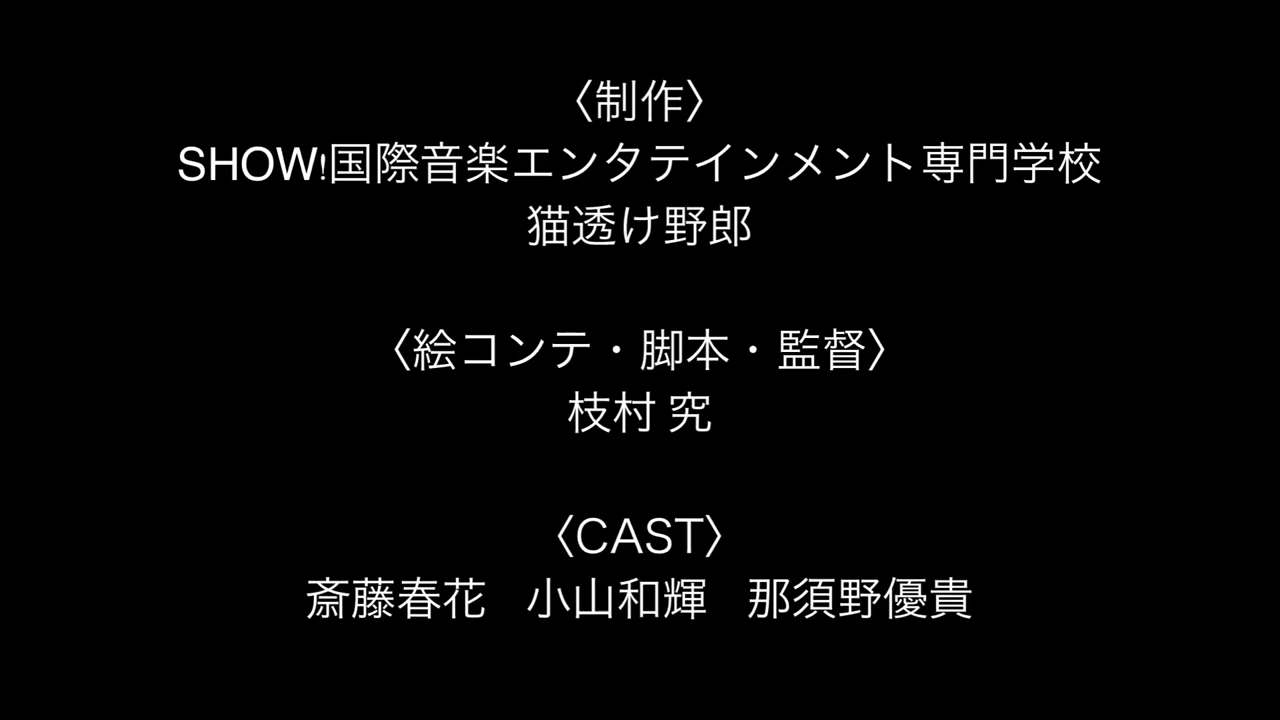 〈制作〉
SHOW!国際音楽エンタテインメント専門学校
猫透け野郎
〈絵コンテ・脚本・監督〉
枝村 究
〈CAST〉
斎藤春花 小山和輝 那須野優貴